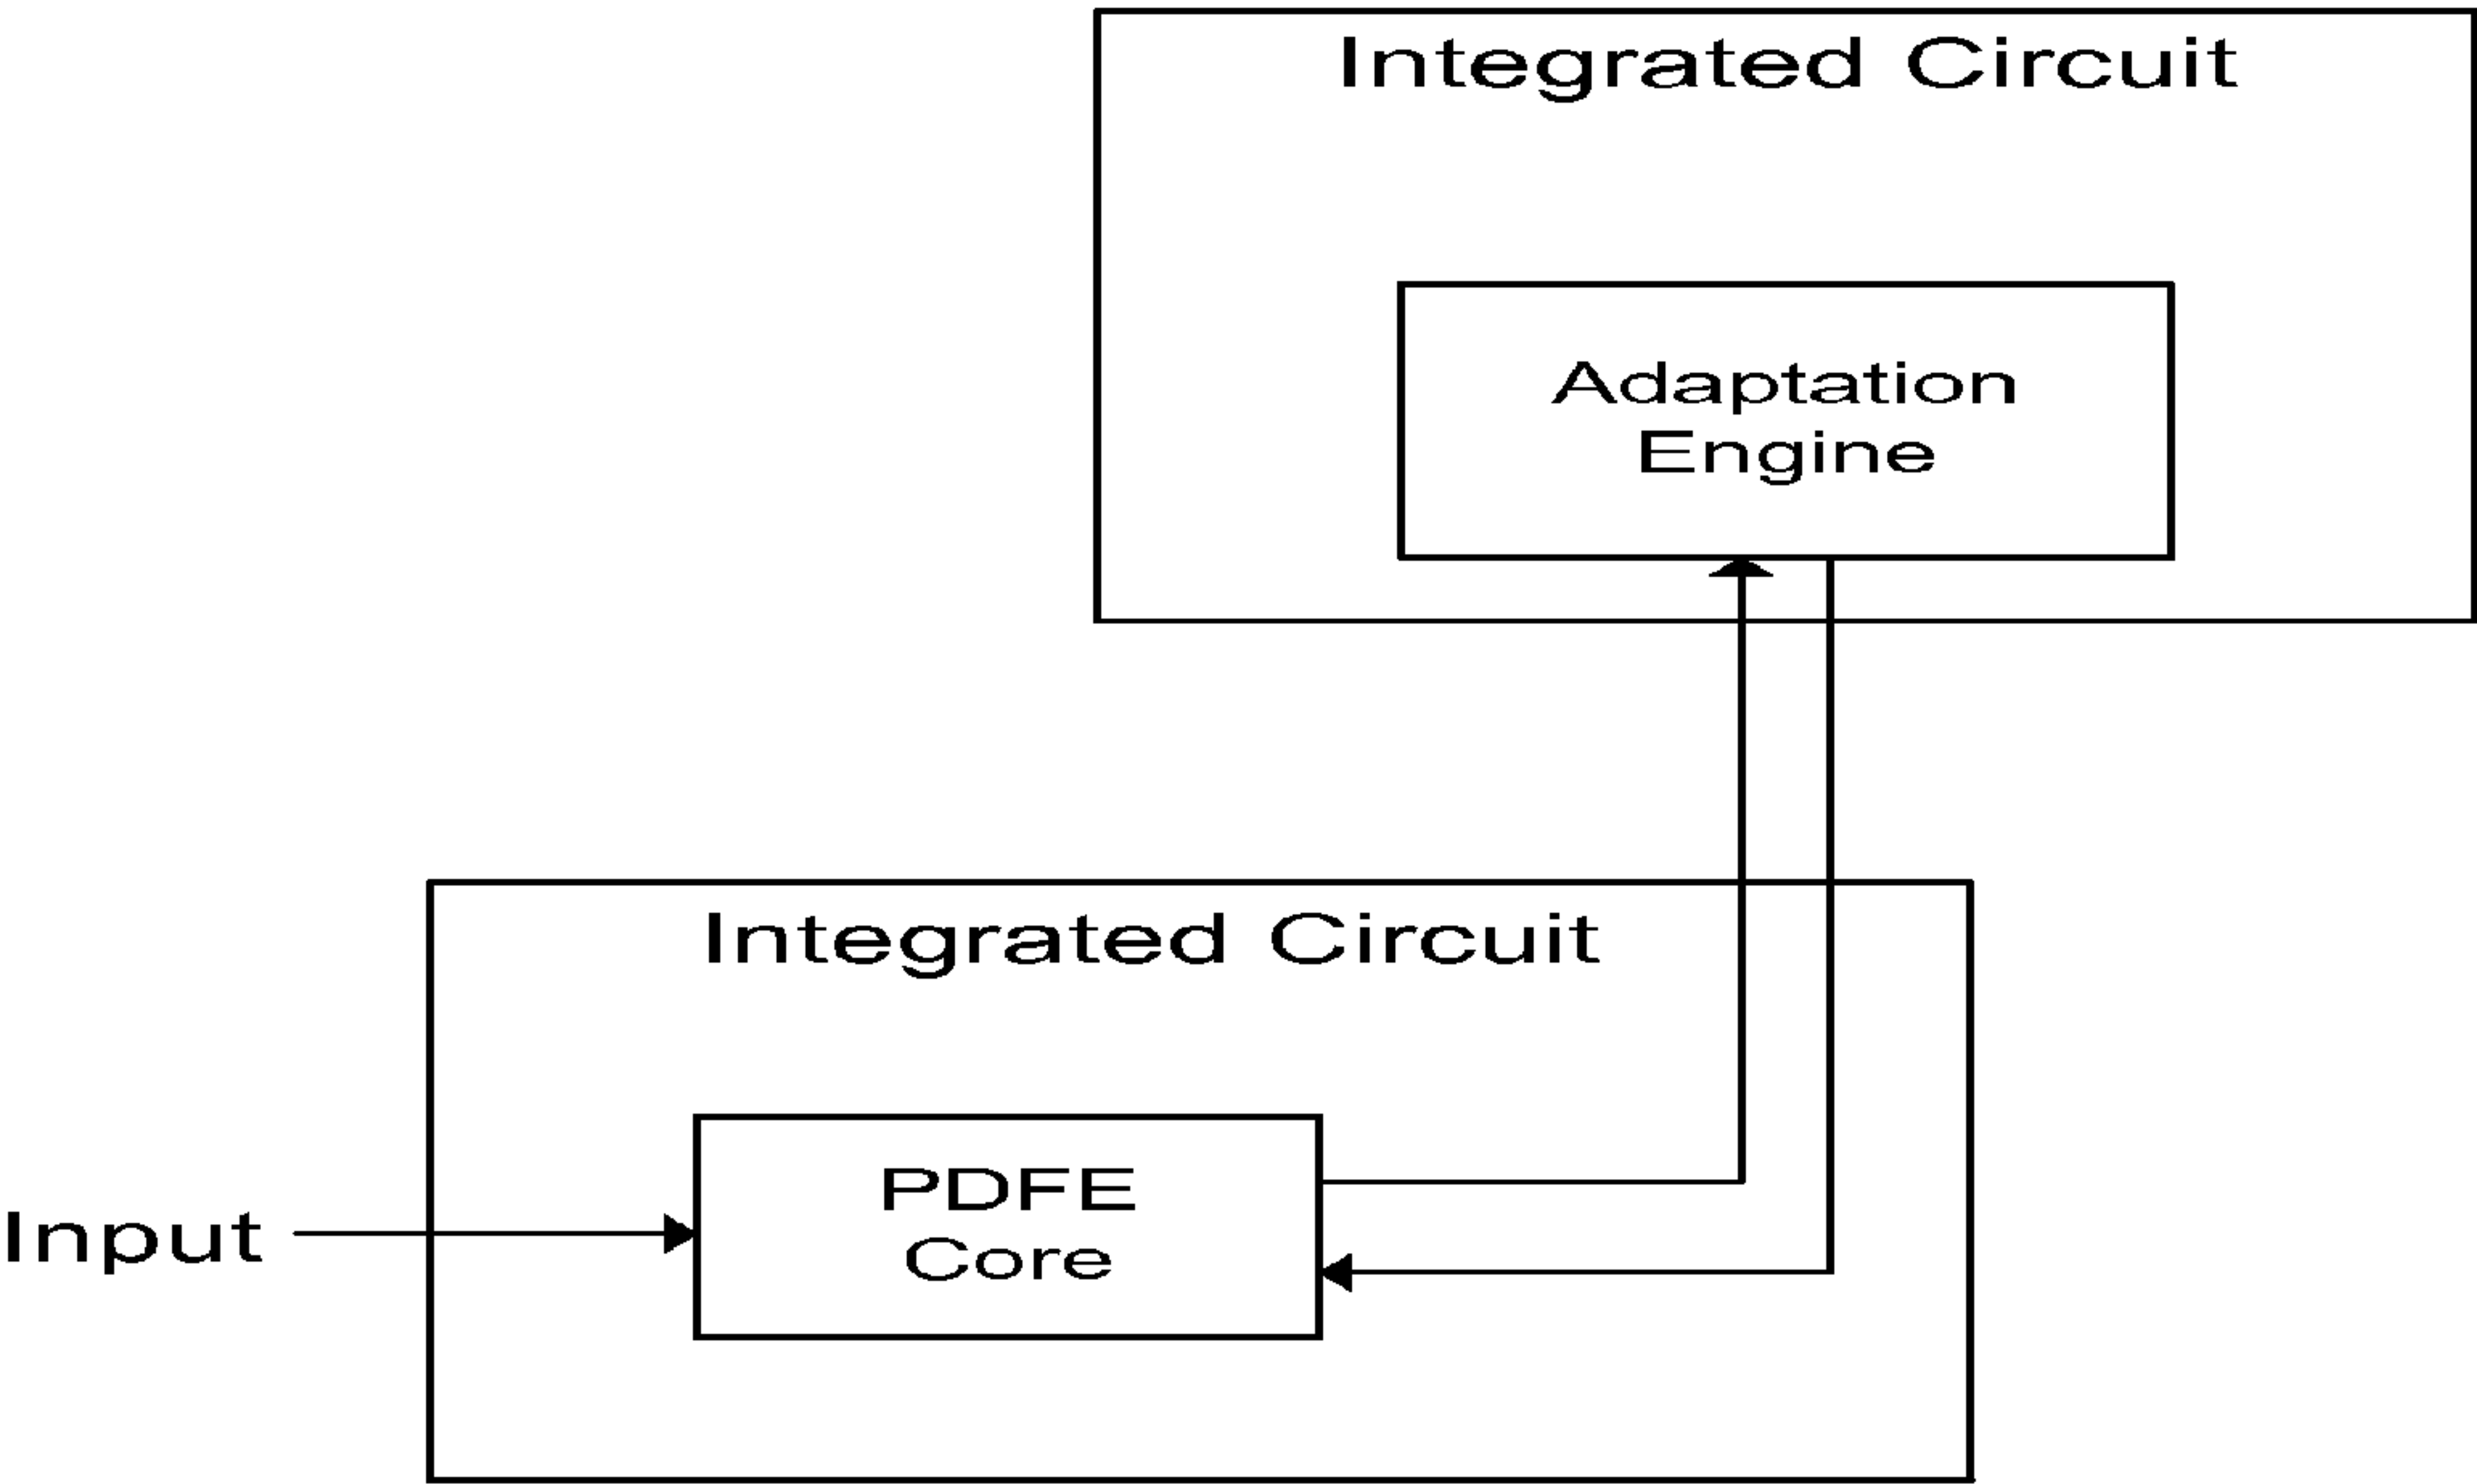 Integrated Circuit
Adaptation
Engine
Integrated Circuit
PDFE
Core
Input